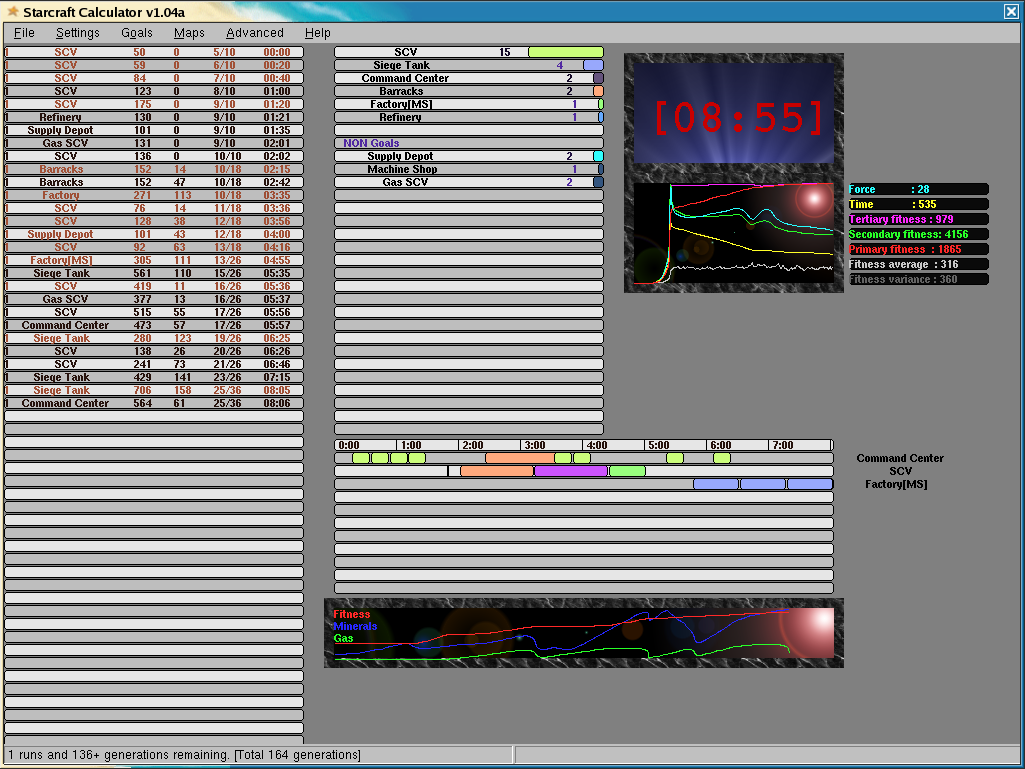 Starcraft Calculator v1.04a
File Settings Goals Maps Advanced Help
1 SCV 50 0 5/10 00:00
1 SCV 59 0 6/10 00:20
1 SCV 84 0 7/10 00:40
1 SCV 123 0 8/10 01:00
1 SCV 175 0 9/10 01:20
1 Refinery 130 0 9/10 01:21
1 Supply Depot 101 0 9/10 01:35
1 Gas SCV 131 0 9/10 02:01
1 SCV 136 0 10/10 02:02
1 Barracks 152 14 10/18 02:15
1 Barracks 152 47 10/18 02:42
1 Factory 271 113 10/18 03:35
1 SCV 76 14 11/18 03:36
1 SCV 128 38 12/18 03:56
1 Supply Depot 101 43 12/18 04:00
1 SCV 92 63 13/18 04:16
1 Factory[MS] 305 111 13/26 04:55
1 Siege Tank 561 110 15/26 05:35
1 SCV 419 11 16/26 05:36
1 Gas SCV 377 13 16/26 05:37
1 SCV 515 55 17/26 05:56
1 Command Center 473 57 17/26 05:57
1 Siege Tank 280 123 19/26 06:25
1 SCV 138 26 20/26 06:26
1 SCV 241 73 21/26 06:46
1 Siege Tank 429 141 23/26 07:15
1 Siege Tank 706 158 25/36 08:05
1 Command Center 564 61 25/36 08:06
SCV 15
Siege Tank 4
Command Center 2
Barracks 2
Factory[MS] 1
Refinery 1
NON Goals
Supply Depot 2
Machine Shop 1
Gas SCV 2
[08:55]
Force : 28
Time : 535
Tertiary fitness : 979
Secondary fitness: 4156
Primary fitness : 1865
Fitness average : 316
Fitness variance : 360
0:00 1:00 2:00 3:00 4:00 5:00 6:00 7:00
Command Center
SCV
Factory[MS]
Fitness
Minerals
Gas
1 runs and 136+ generations remaining. [Total 164 generations]